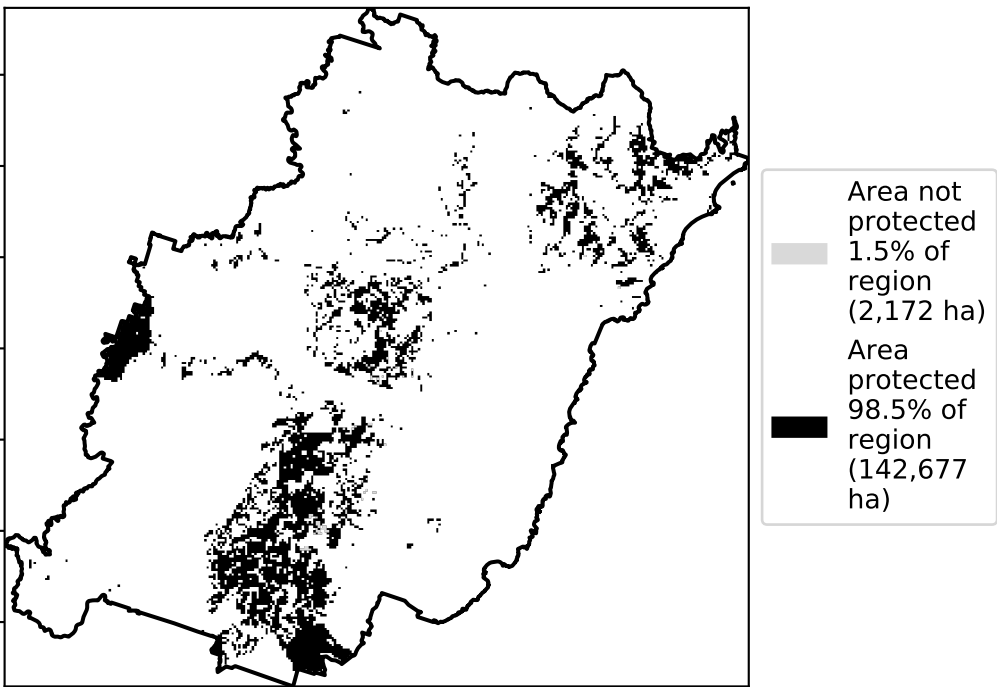 Area not
protected
1.5% of
region
(2,172 ha)
Area
protected
98.5% of
region
(142,677
ha)